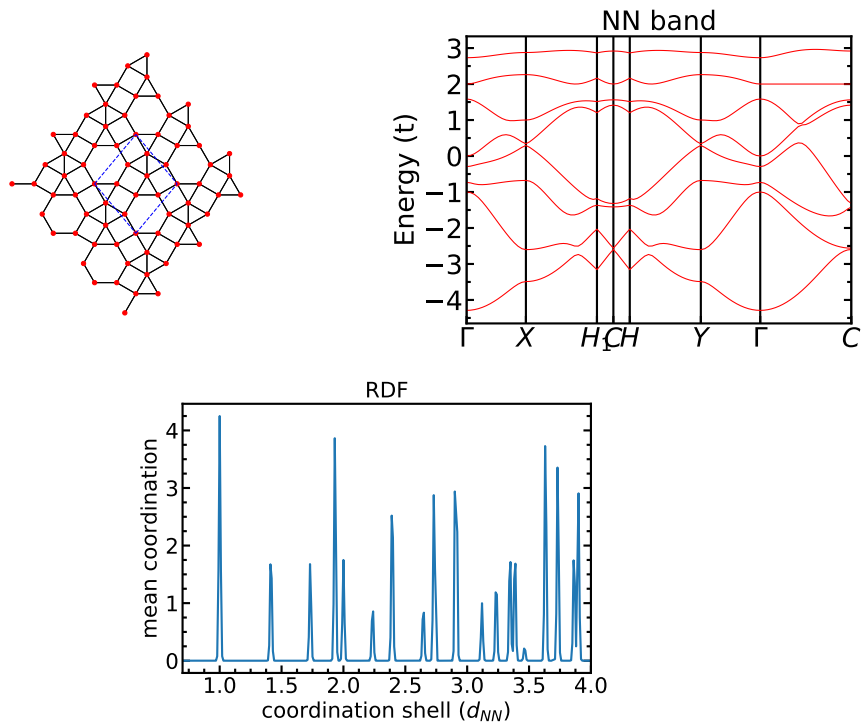 NN band
Energy (t)
3
2
1
0
−1
−2
−3
−4
Γ X H₁ C H Y Γ C
RDF
mean coordination
4
3
2
1
0
1.0 1.5 2.0 2.5 3.0 3.5 4.0
coordination shell (d_NN)